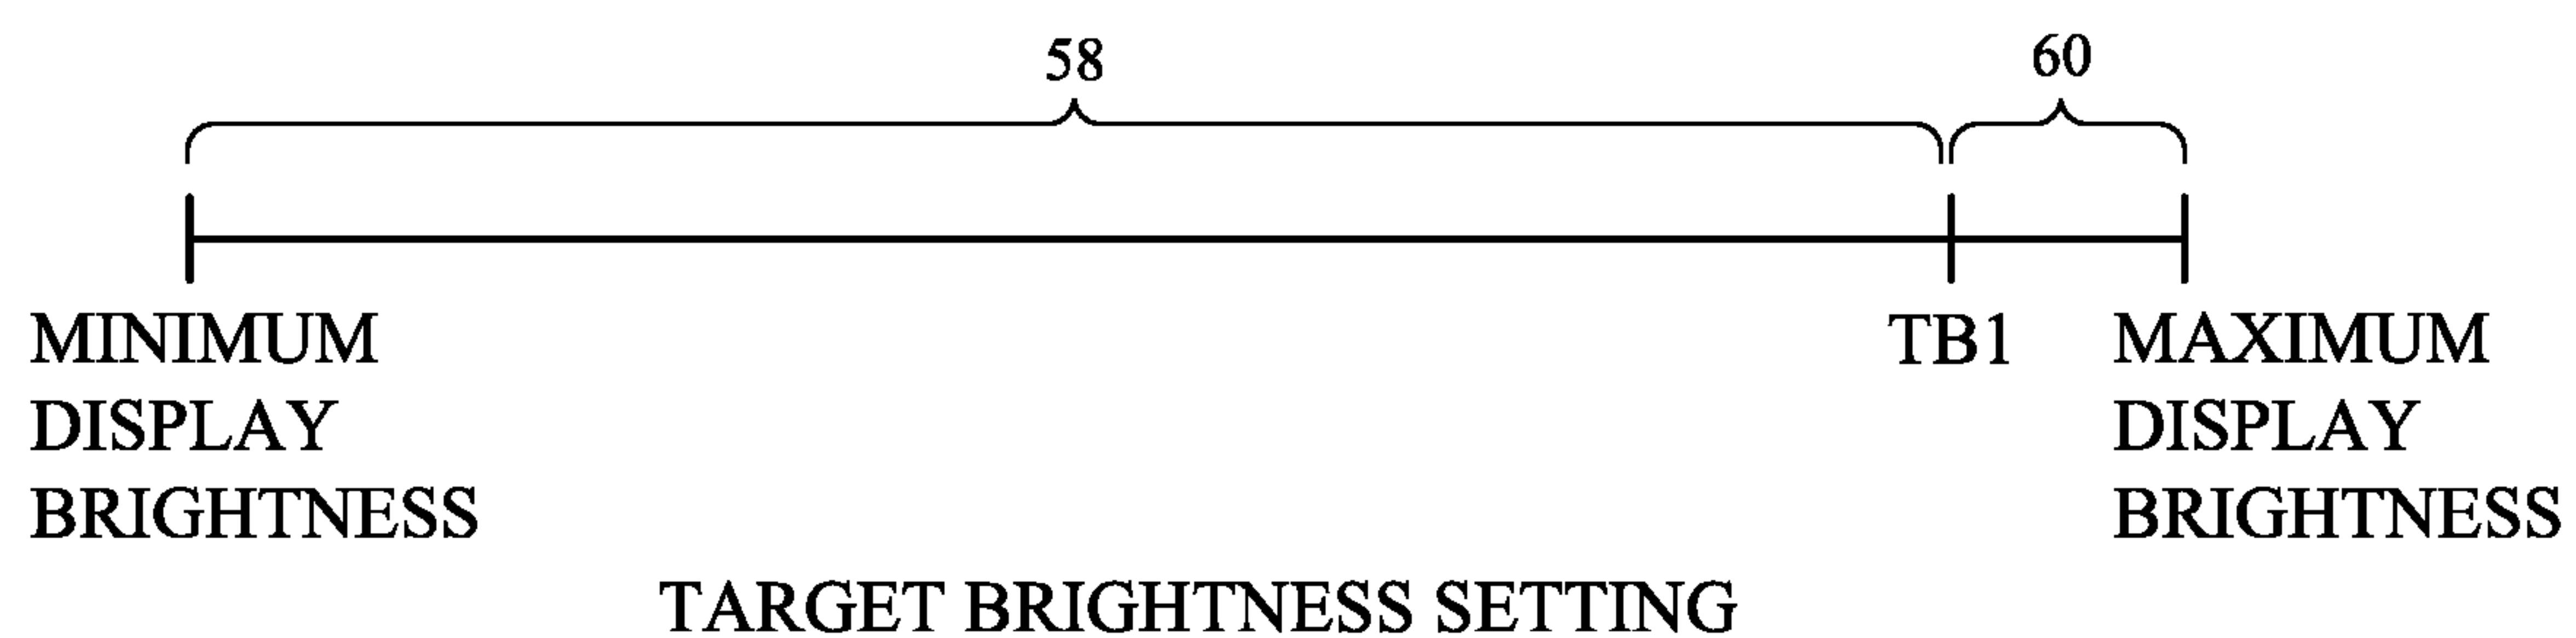 58
60
MINIMUM
DISPLAY
BRIGHTNESS
TB1
MAXIMUM
DISPLAY
BRIGHTNESS
TARGET BRIGHTNESS SETTING